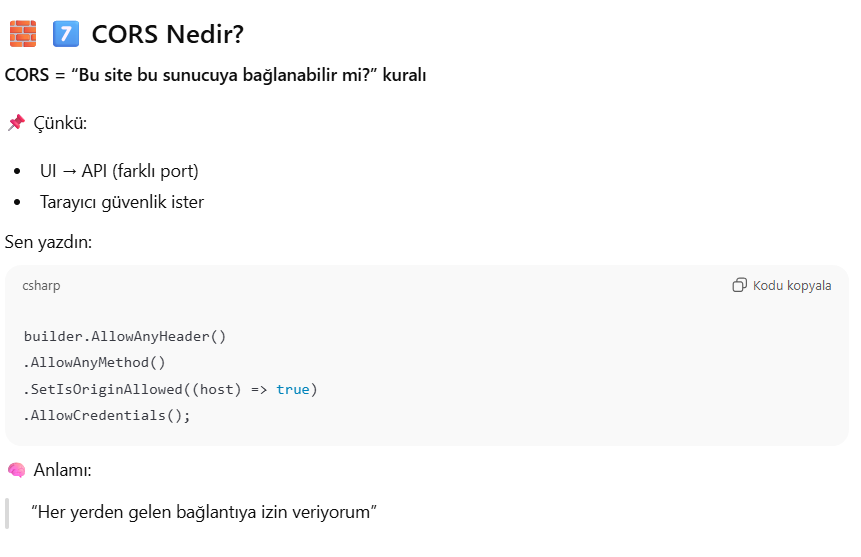 🧱 7️⃣ CORS Nedir?
CORS = “Bu site bu sunucuya bağlanabilir mi?” kuralı
📌 Çünkü:
• UI → API (farklı port)
• Tarayıcı güvenlik ister
Sen yazdın:
csharp Kodu kopyala
builder.AllowAnyHeader()
.AllowAnyMethod()
.SetIsOriginAllowed((host) => true)
.AllowCredentials();
🧠 Anlamı:
“Her yerden gelen bağlantıya izin veriyorum”